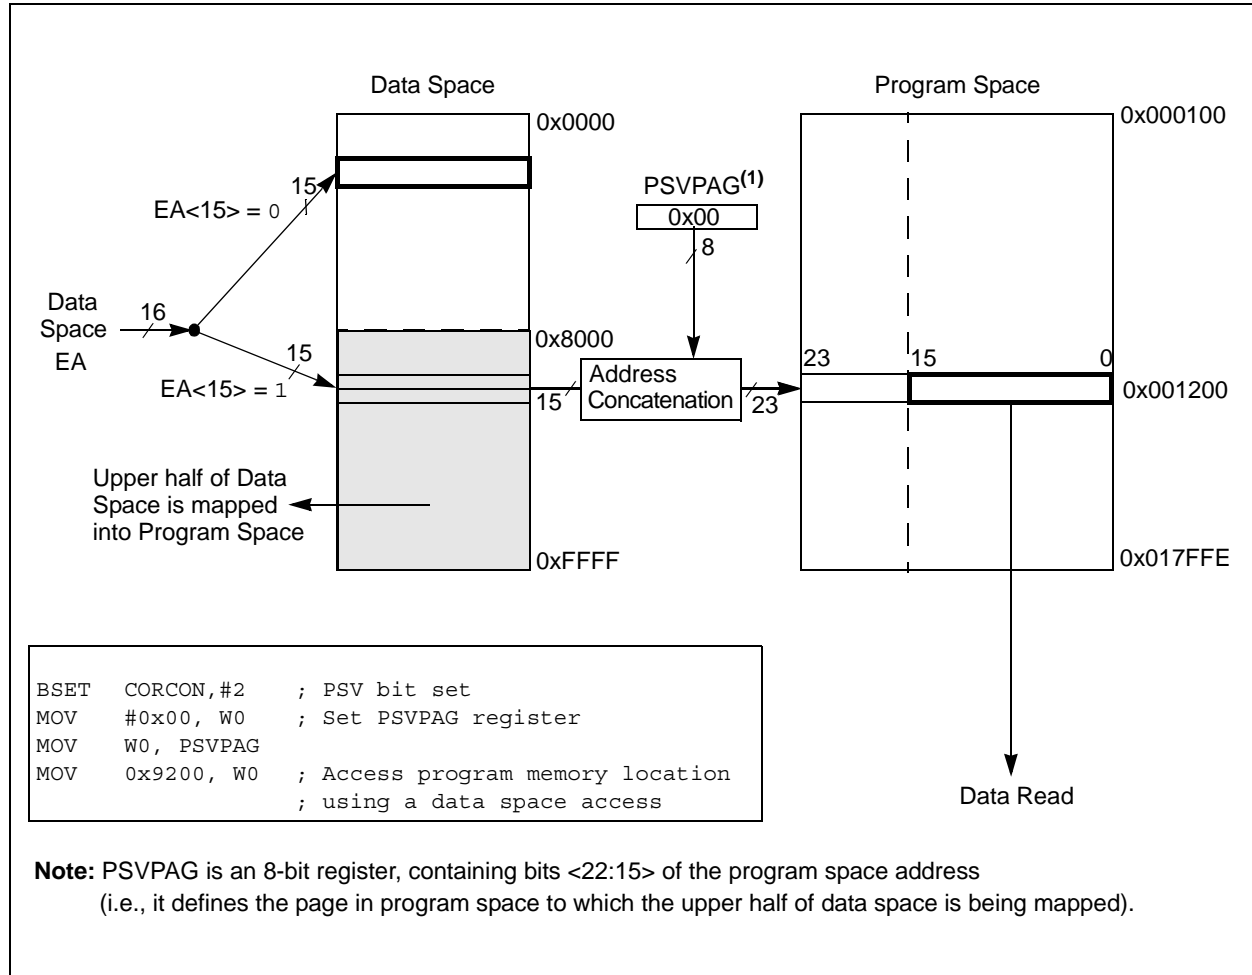 Data Space
Program Space
0x0000
0x000100
15
EA<15> = 0
PSVPAG(1)
0x00
8
Data
Space
EA
16
0x8000
15
EA<15> = 1
15
Address
Concatenation
23
23
15
0
0x001200
Upper half of Data
Space is mapped
into Program Space
0xFFFF
0x017FFE
BSET CORCON,#2 ; PSV bit set
MOV #0x00, W0 ; Set PSVPAG register
MOV W0, PSVPAG
MOV 0x9200, W0 ; Access program memory location
; using a data space access
Data Read
Note: PSVPAG is an 8-bit register, containing bits <22:15> of the program space address
(i.e., it defines the page in program space to which the upper half of data space is being mapped).